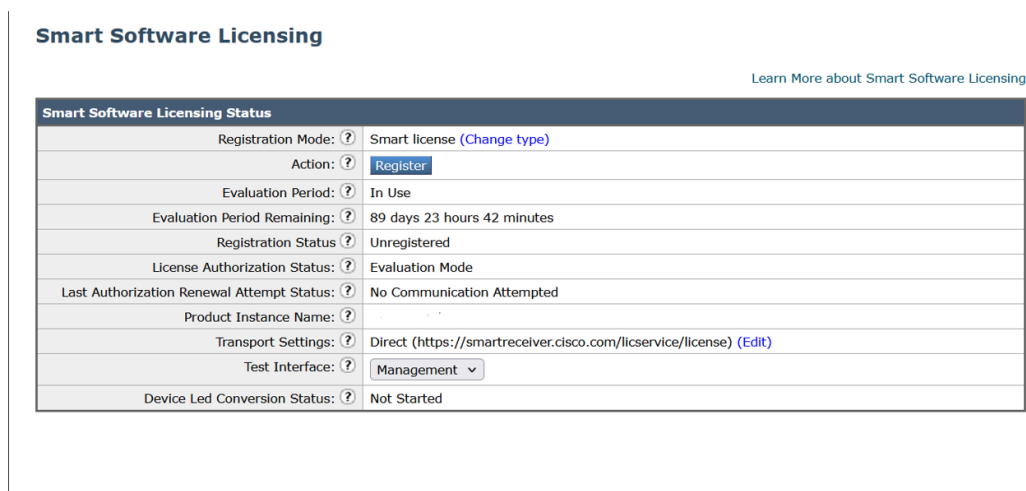 Smart Software Licensing
Learn More about Smart Software Licensing
Smart Software Licensing Status
Registration Mode: ? Smart license (Change type)
Action: ? Register
Evaluation Period: ? In Use
Evaluation Period Remaining: ? 89 days 23 hours 42 minutes
Registration Status ? Unregistered
License Authorization Status: ? Evaluation Mode
Last Authorization Renewal Attempt Status: ? No Communication Attempted
Product Instance Name: ?
Transport Settings: ? Direct (https://smartreceiver.cisco.com/licservice/license) (Edit)
Test Interface: ? Management
Device Led Conversion Status: ? Not Started